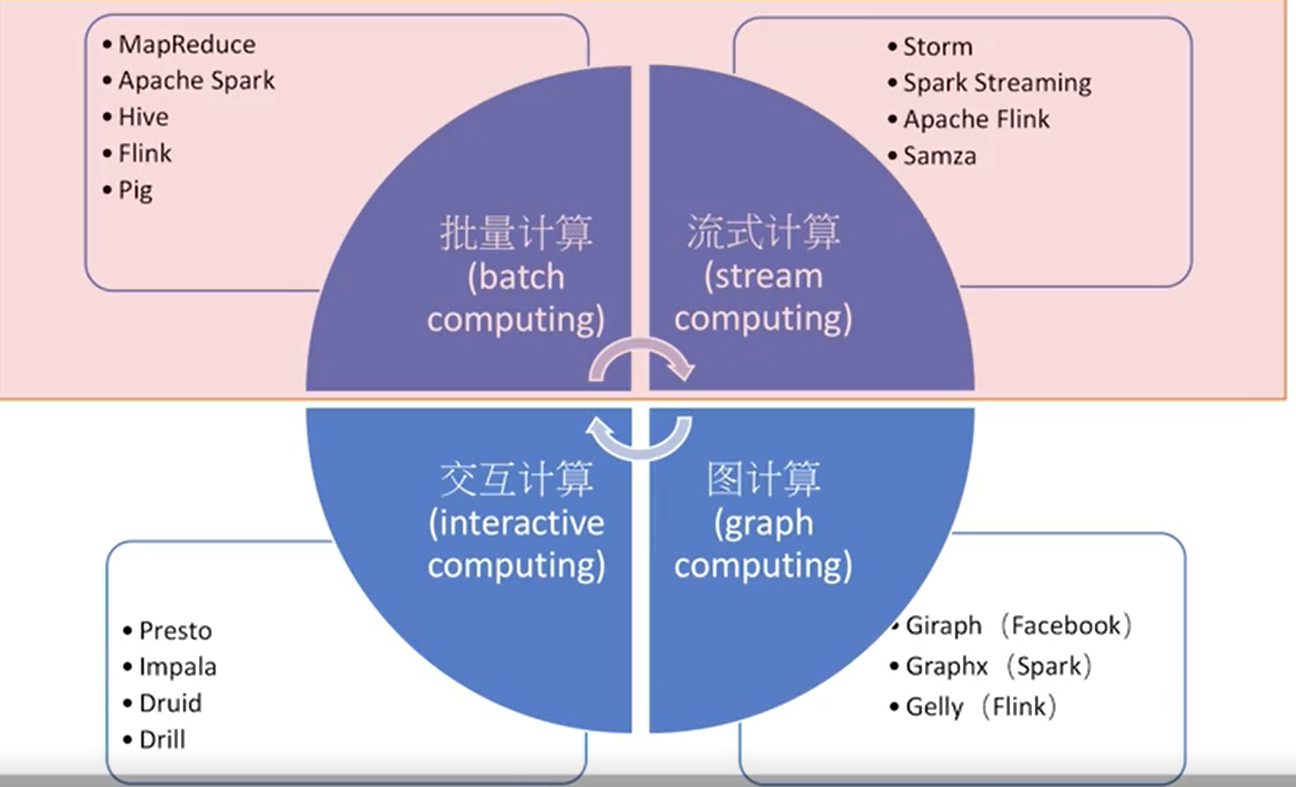 • MapReduce
• Apache Spark
• Hive
• Flink
• Pig
• Storm
• Spark Streaming
• Apache Flink
• Samza
批量计算
(batch
computing)
流式计算
(stream
computing)
交互计算
(interactive
computing)
图计算
(graph
computing)
• Presto
• Impala
• Druid
• Drill
• Giraph（Facebook）
• Graphx（Spark）
• Gelly（Flink）